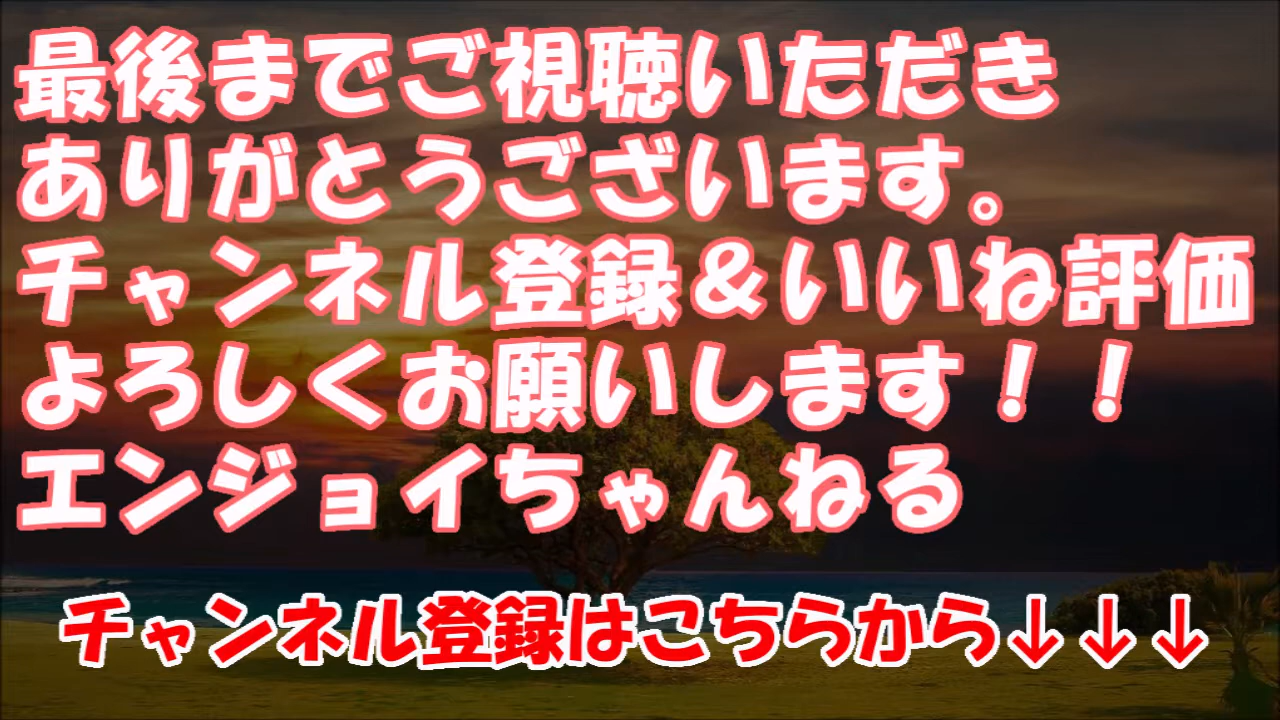 最後までご視聴いただき
ありがとうございます。
チャンネル登録＆いいね評価
よろしくお願いします！！
エンジョイちゃんねる
チャンネル登録はこちらから↓↓↓